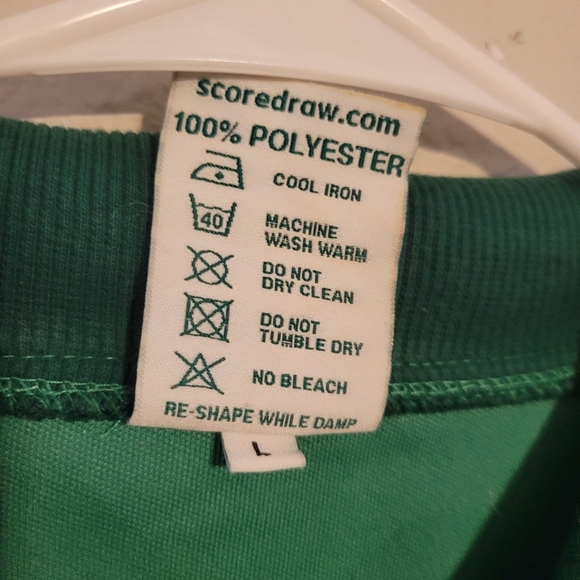 scoredraw.com
100% POLYESTER
COOL IRON
40 MACHINE
WASH WARM
DO NOT
DRY CLEAN
DO NOT
TUMBLE DRY
NO BLEACH
RE-SHAPE WHILE DAMP
L